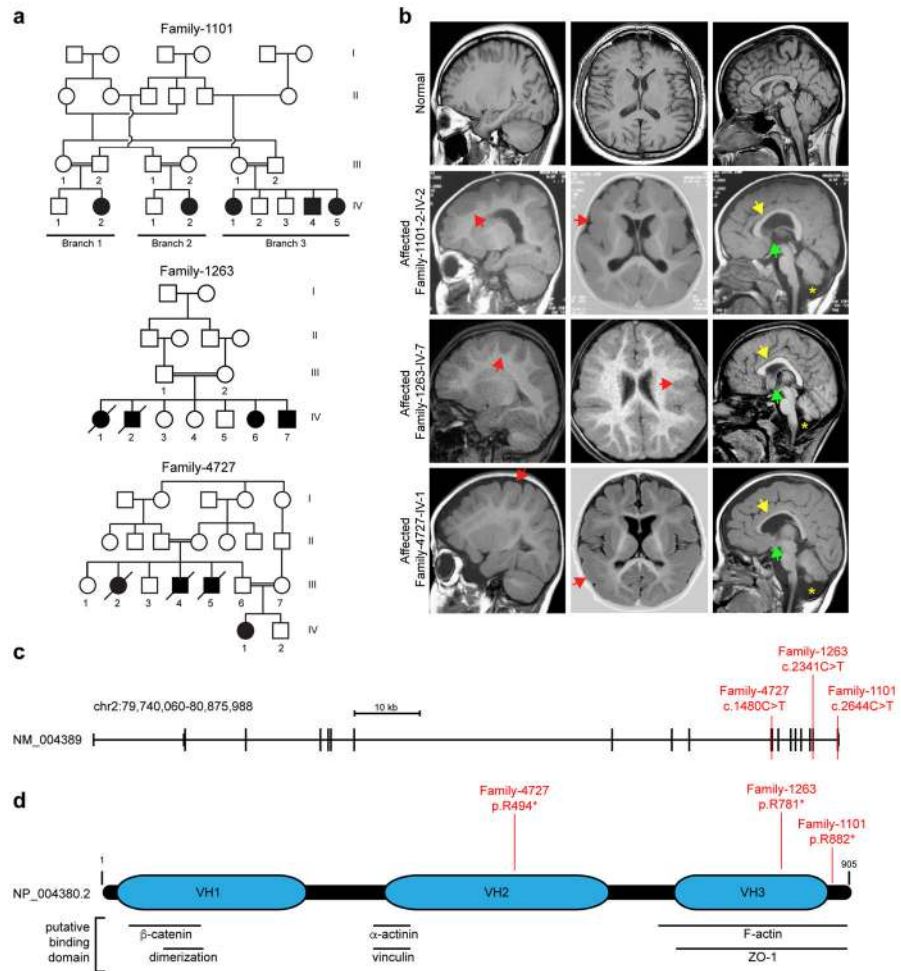 a
Family-1101
I
II
1 2 1 2 1 2 III
1 2 1 2 1 2 3 4 5 IV
Branch 1 Branch 2 Branch 3
Family-1263
I
II
1 2 III
1 2 3 4 5 6 7 IV
Family-4727
I
II
1 2 3 4 5 6 7 III
1 2 IV
b
Normal
Affected
Family-1101-2-IV-2
Affected
Family-1263-IV-7
Affected
Family-4727-IV-1
* 
*
*
c
chr2:79,740,060-80,875,988
10 kb
Family-4727
c.1480C>T
Family-1263
c.2341C>T
Family-1101
c.2644C>T
NM_004389
d
Family-4727
p.R494*
Family-1263
p.R781*
Family-1101
p.R882*
1 905
NP_004380.2
VH1 VH2 VH3
putative
binding
domain
β-catenin α-actinin F-actin
dimerization vinculin ZO-1